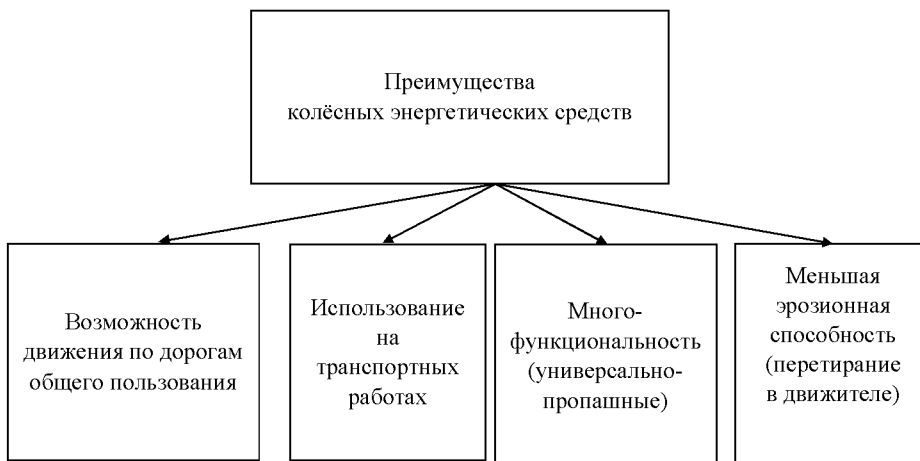 Преимущества
колёсных энергетических средств
Возможность
движения по дорогам
общего пользования
Использование
на
транспортных
работах
Много-
функциональность
(универсально-
пропашные)
Меньшая
эрозионная
способность
(перетирание
в движителе)